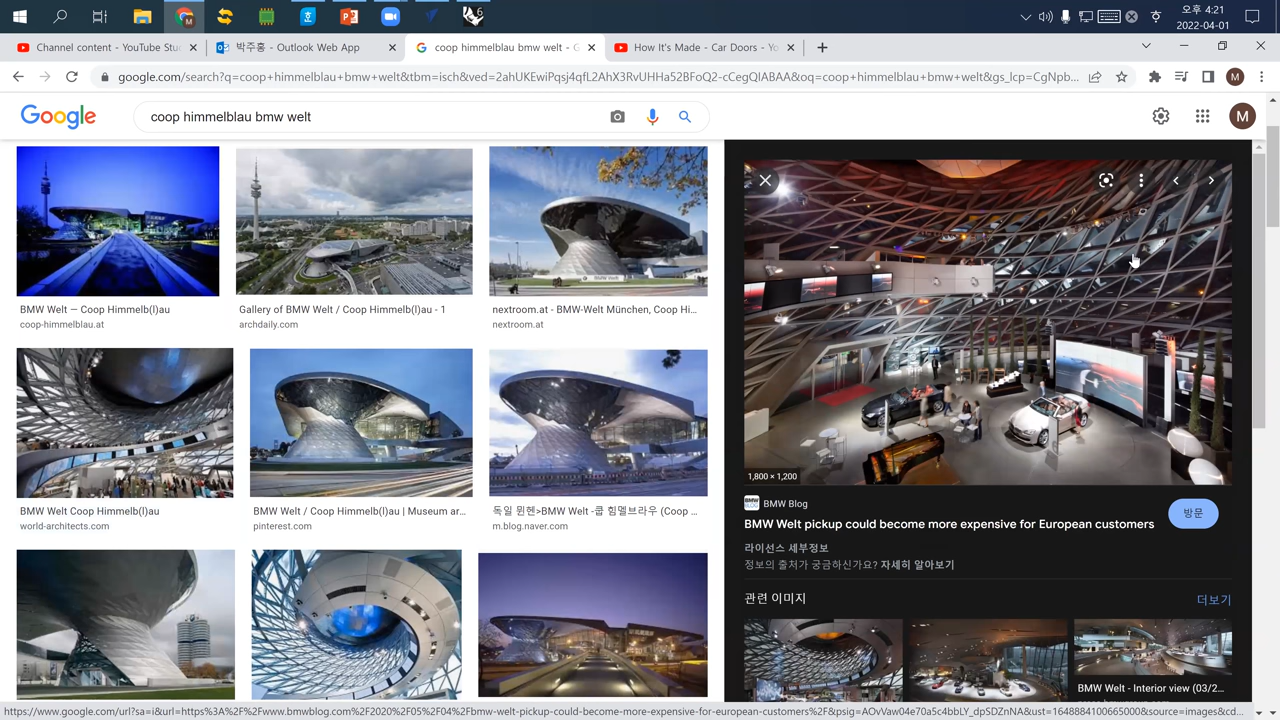 6
오후 4:21
2022-04-01
Channel content - YouTube Stu
박주홍 - Outlook Web App
coop himmelblau bmw welt - G
How It's Made - Car Doors - Yo
google.com/search?q=coop+himmelblau+bmw+welt&tbm=isch&ved=2ahUKEwiPqsj4qfL2AhX3RvUHHa52BFoQ2-cCegQIABAA&oq=coop+himmelblau+bmw+welt&gs_lcp=CgNpb...
M
Google
coop himmelblau bmw welt
M
BMW Welt — Coop Himmelb(l)au
coop-himmelblau.at
Gallery of BMW Welt / Coop Himmelb(l)au - 1
archdaily.com
nextroom.at - BMW-Welt München, Coop Hi...
nextroom.at
BMW Welt Coop Himmelb(l)au
world-architects.com
BMW Welt / Coop Himmelb(l)au | Museum ar...
pinterest.com
독일 뮌헨>BMW Welt -쿱 힘멜브라우 (Coop ...
m.blog.naver.com
1,800 × 1,200
BMW BLOG
BMW Blog
BMW Welt pickup could become more expensive for European customers
방문
라이선스 세부정보
정보의 출처가 궁금하신가요? 자세히 알아보기
관련 이미지
더보기
BMW Welt - Interior view (03/2...
https://www.google.com/url?sa=i&url=https%3A%2F%2Fwww.bmwblog.com%2F2020%2F05%2F04%2Fbmw-welt-pickup-could-become-more-expensive-for-european-customers%2F&psig=AOvVaw04e70a5c4bbLY_dpSDZnNA&ust=1648884100665000&source=images&cd...